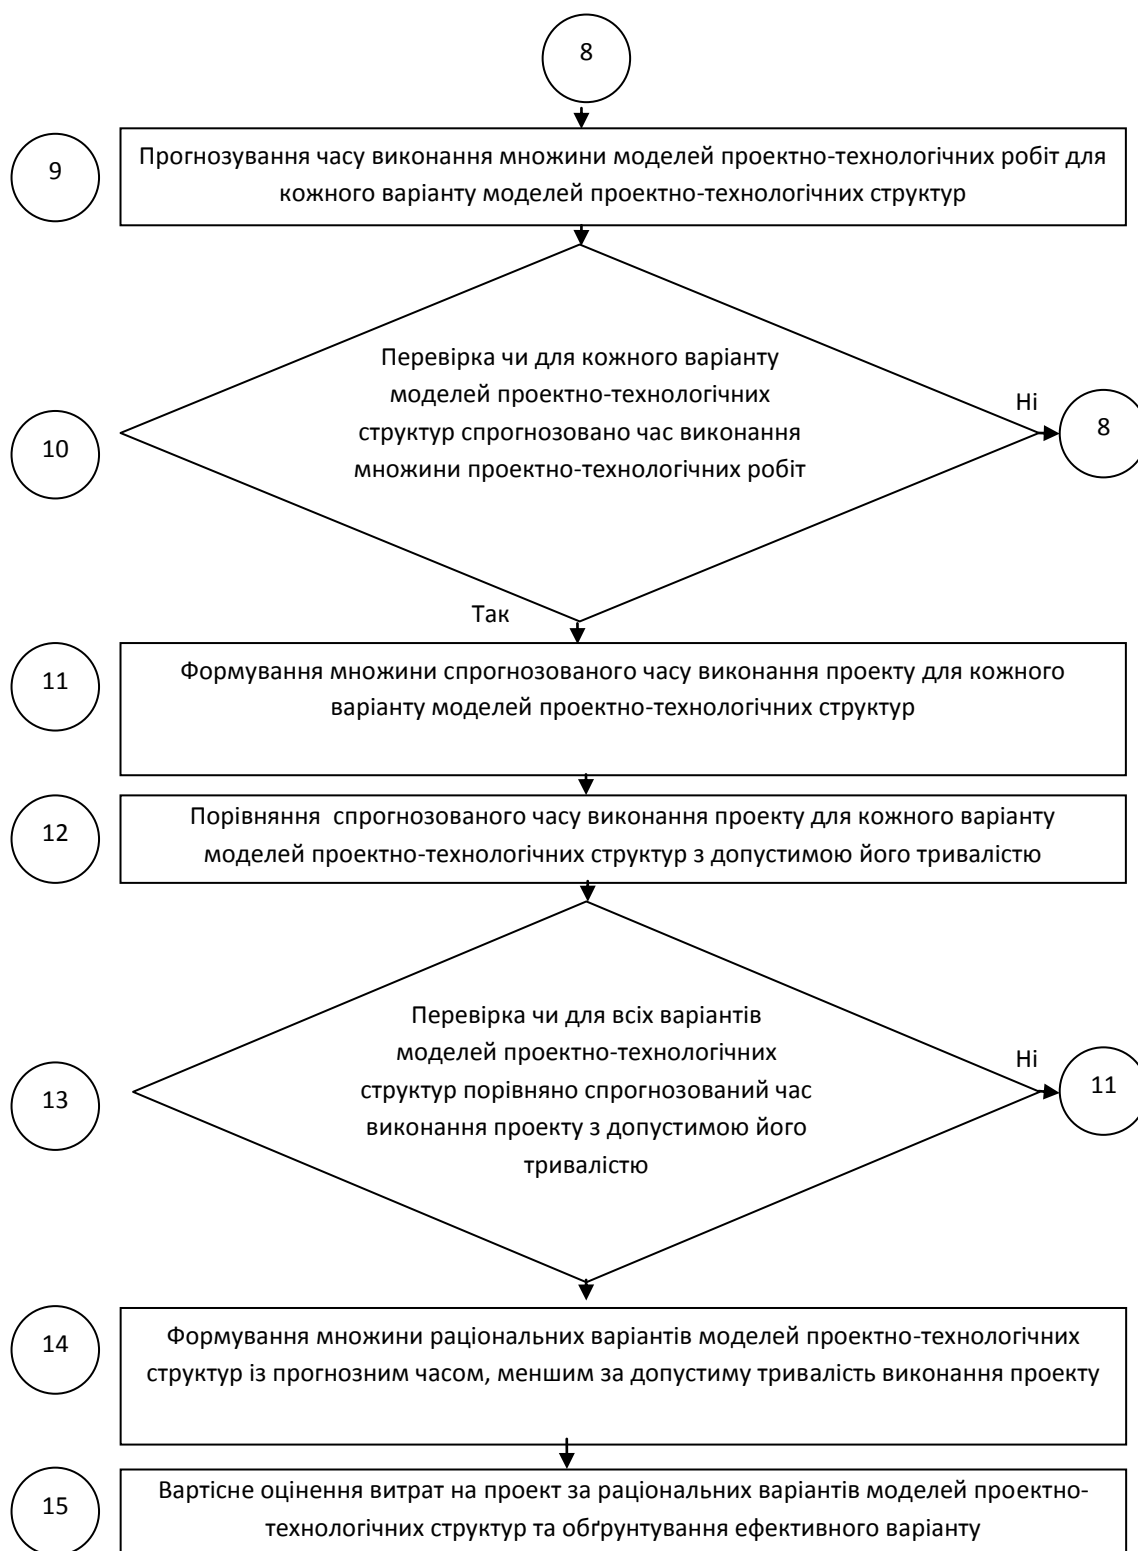 8
9
Прогнозування часу виконання множини моделей проектно-технологічних робіт для
кожного варіанту моделей проектно-технологічних структур
Перевірка чи для кожного варіанту
моделей проектно-технологічних
структур спрогнозовано час виконання
множини проектно-технологічних робіт
10
Ні
8
Так
11
Формування множини спрогнозованого часу виконання проекту для кожного
варіанту моделей проектно-технологічних структур
12
Порівняння спрогнозованого часу виконання проекту для кожного варіанту
моделей проектно-технологічних структур з допустимою його тривалістю
Перевірка чи для всіх варіантів
моделей проектно-технологічних
структур порівняно спрогнозований час
виконання проекту з допустимою його
тривалістю
13
Ні
11
14
Формування множини раціональних варіантів моделей проектно-технологічних
структур із прогнозним часом, меншим за допустиму тривалість виконання проекту
15
Вартісне оцінення витрат на проект за раціональних варіантів моделей проектно-
технологічних структур та обґрунтування ефективного варіанту